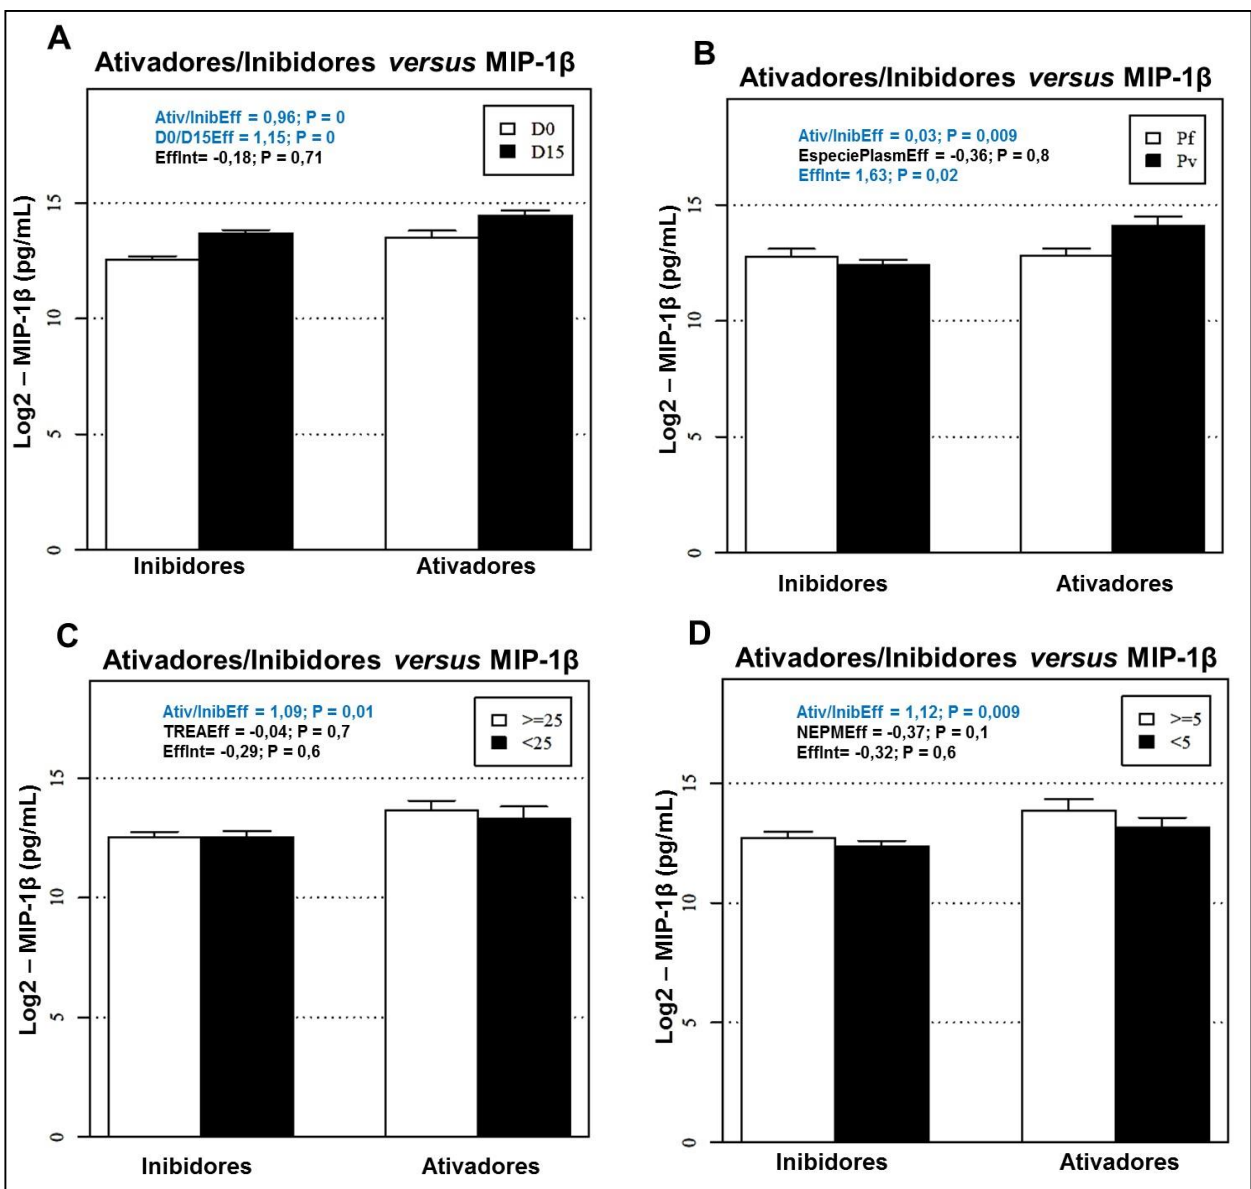 A
Ativadores/Inibidores versus MIP-1β
Ativ/InibEff = 0,96; P = 0
D0/D15Eff = 1,15; P = 0
EffInt= -0,18; P = 0,71
D0
D15
Log2 – MIP-1β (pg/mL)
15
10
5
0
Inibidores
Ativadores
B
Ativadores/Inibidores versus MIP-1β
Ativ/InibEff = 0,03; P = 0,009
EspeciePlasmEff = -0,36; P = 0,8
EffInt= 1,63; P = 0,02
Pf
Pv
Log2 – MIP-1β (pg/mL)
15
10
5
0
Inibidores
Ativadores
C
Ativadores/Inibidores versus MIP-1β
Ativ/InibEff = 1,09; P = 0,01
TREAEff = -0,04; P = 0,7
EffInt= -0,29; P = 0,6
>=25
<25
Log2 – MIP-1β (pg/mL)
15
10
5
0
Inibidores
Ativadores
D
Ativadores/Inibidores versus MIP-1β
Ativ/InibEff = 1,12; P = 0,009
NEPMEff = -0,37; P = 0,1
EffInt= -0,32; P = 0,6
>=5
<5
Log2 – MIP-1β (pg/mL)
15
10
5
0
Inibidores
Ativadores